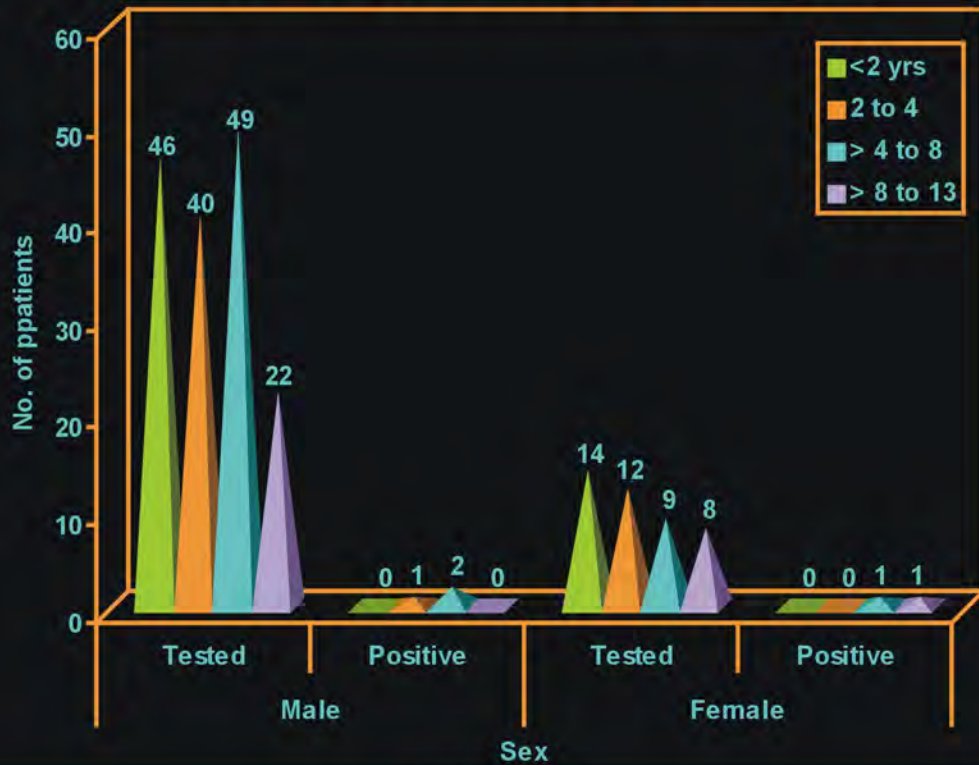 60
<2 yrs
2 to 4
> 4 to 8
> 8 to 13
50
49
46
40
40
No. of ppatients
30
22
20
14
12
10
9
8
0
1
2
0
0
0
1
1
0
Tested
Positive
Tested
Positive
Male
Female
Sex